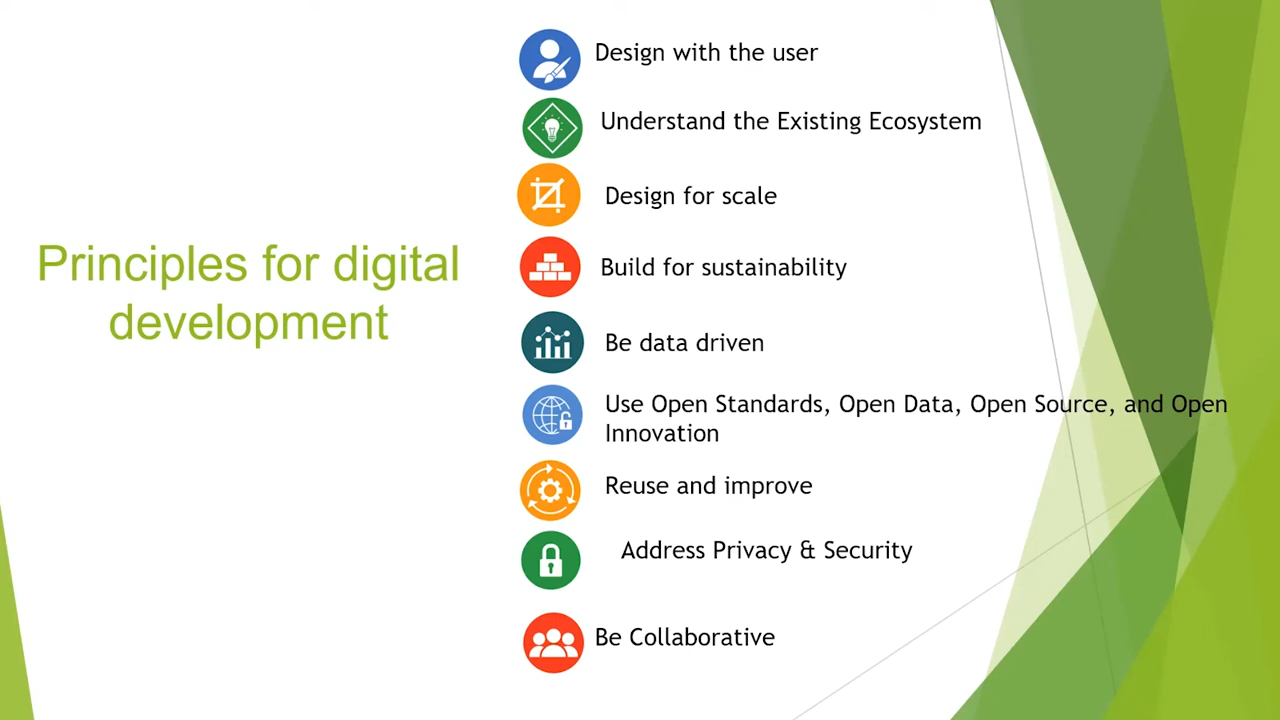 Principles for digital
development
Design with the user
Understand the Existing Ecosystem
Design for scale
Build for sustainability
Be data driven
Use Open Standards, Open Data, Open Source, and Open
Innovation
Reuse and improve
Address Privacy & Security
Be Collaborative